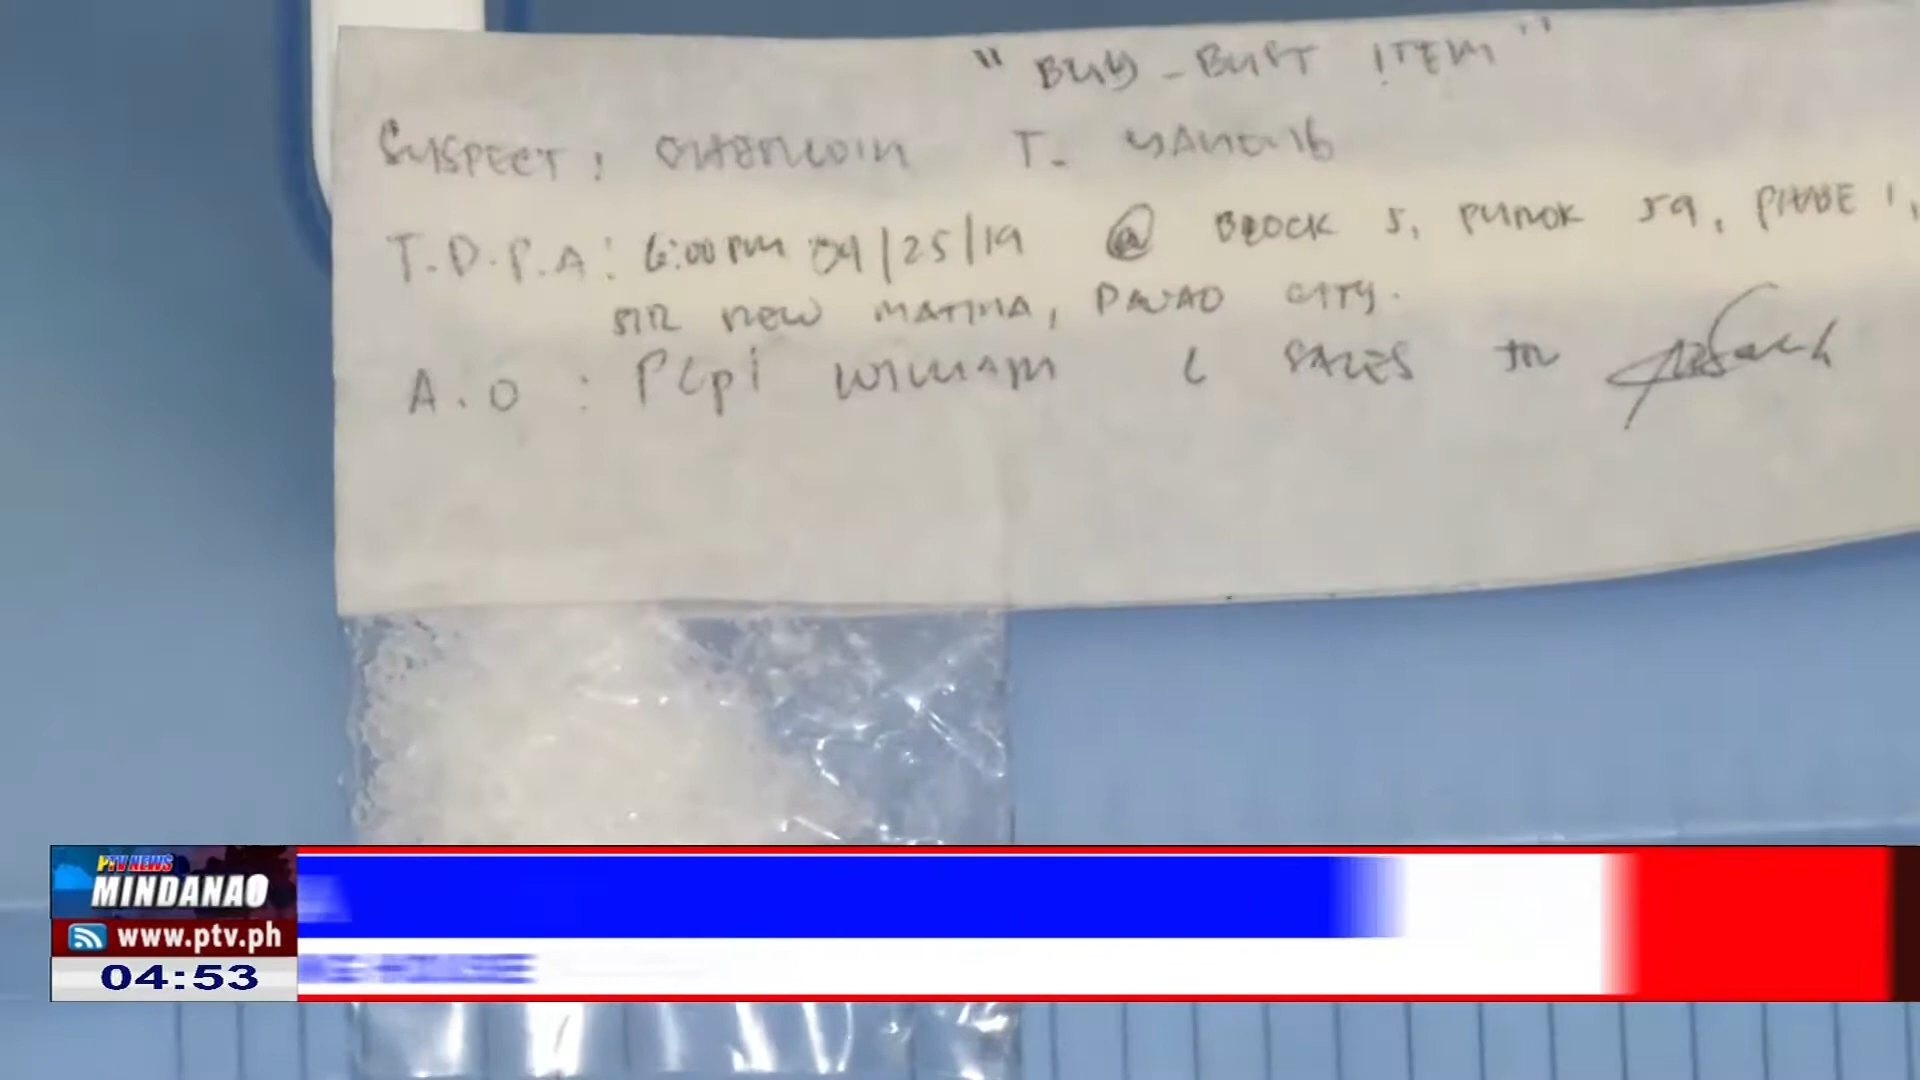 "BUY-BUST ITEM"
SUSPECT: T.
T.D.P.A: 6:00 PM 04/25/19 @ BLOCK 5, PUROK 59, PHASE 1,
SIR NEW MATINA, DAVAO CITY.
A.O: PCpl WILLIAM L SALES JR
PTV NEWS
MINDANAO
www.ptv.ph
04:53